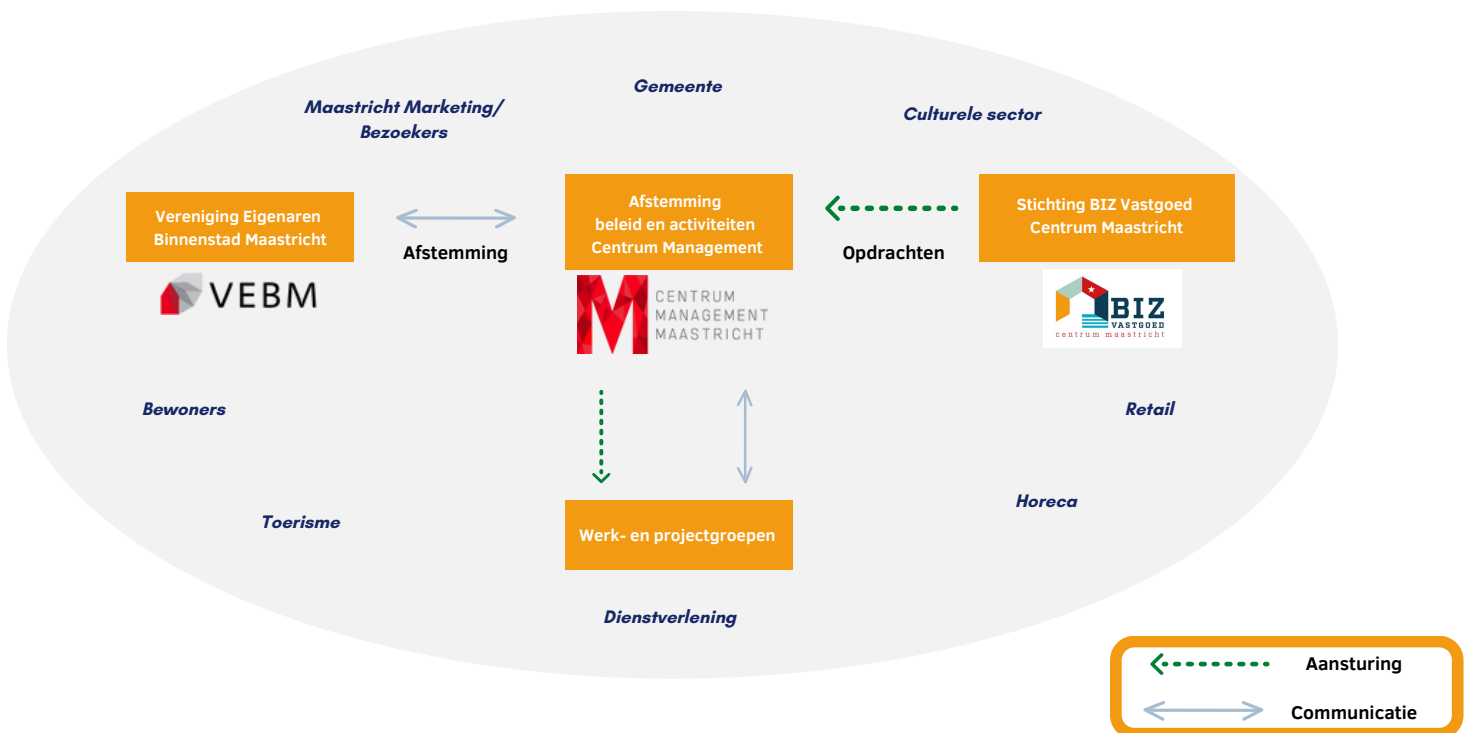 Gemeente
Maastricht Marketing/
Bezoekers
Culturele sector
Vereniging Eigenaren
Binnenstad Maastricht
Afstemming
Afstemming
beleid en activiteiten
Centrum Management
Opdrachten
Stichting BIZ Vastgoed
Centrum Maastricht
VEBM
CENTRUM
MANAGEMENT
MAASTRICHT
BIZ
VASTGOED
centrum maastricht
Bewoners
Retail
Toerisme
Horeca
Werk- en projectgroepen
Dienstverlening
Aansturing
Communicatie